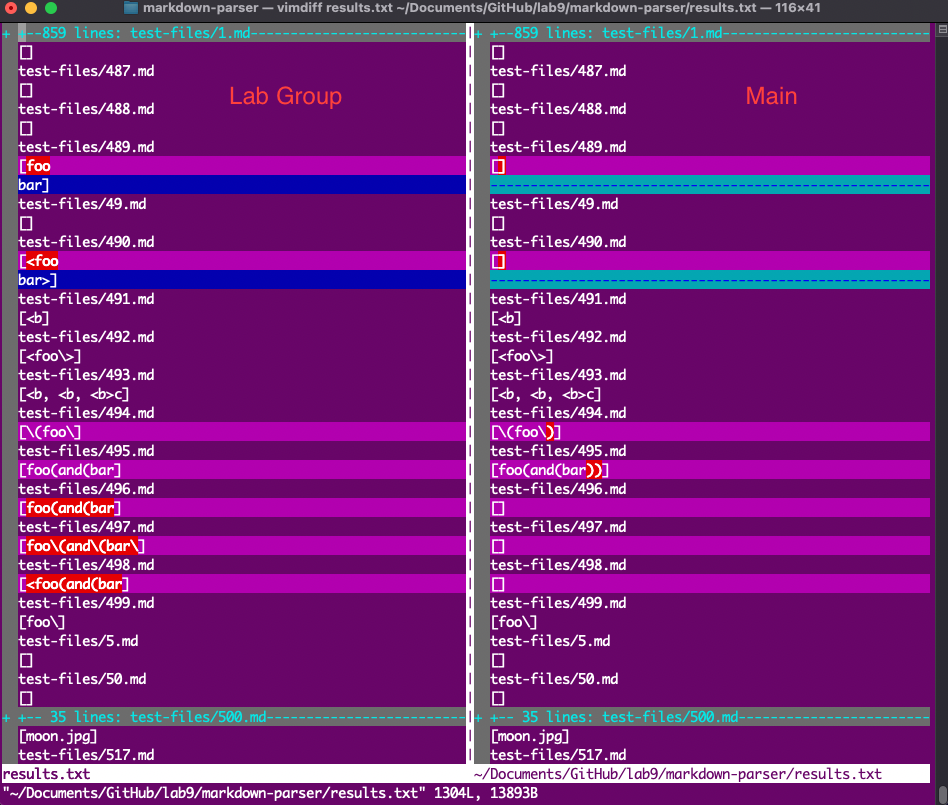 markdown-parser — vimdiff results.txt ~/Documents/GitHub/lab9/markdown-parser/results.txt — 116×41
+ +--859 lines: test-files/1.md-----------------------------
[]
test-files/487.md
[]
test-files/488.md
[]
test-files/489.md
[foo
bar]
test-files/49.md
[]
test-files/490.md
[<foo
bar>]
test-files/491.md
[<b]
test-files/492.md
[<foo\>]
test-files/493.md
[<b, <b, <b>c]
test-files/494.md
[\(foo\]
test-files/495.md
[foo(and(bar]
test-files/496.md
[foo(and(bar]
test-files/497.md
[foo\(and\(bar\]
test-files/498.md
[<foo(and(bar]
test-files/499.md
[foo\]
test-files/5.md
[]
test-files/50.md
[]
+ +-- 35 lines: test-files/500.md---------------------------
[moon.jpg]
test-files/517.md
results.txt
Lab Group
+ +--859 lines: test-files/1.md-----------------------------
[]
test-files/487.md
[]
test-files/488.md
[]
test-files/489.md
[]
------------------------------------------------------
test-files/49.md
[]
test-files/490.md
[]
------------------------------------------------------
test-files/491.md
[<b]
test-files/492.md
[<foo\>]
test-files/493.md
[<b, <b, <b>c]
test-files/494.md
[\(foo\)]
test-files/495.md
[foo(and(bar))]
test-files/496.md
[]
test-files/497.md
[]
test-files/498.md
[]
test-files/499.md
[foo\]
test-files/5.md
[]
test-files/50.md
[]
+ +-- 35 lines: test-files/500.md---------------------------
[moon.jpg]
test-files/517.md
~/Documents/GitHub/lab9/markdown-parser/results.txt
Main
"~/Documents/GitHub/lab9/markdown-parser/results.txt" 1304L, 13893B